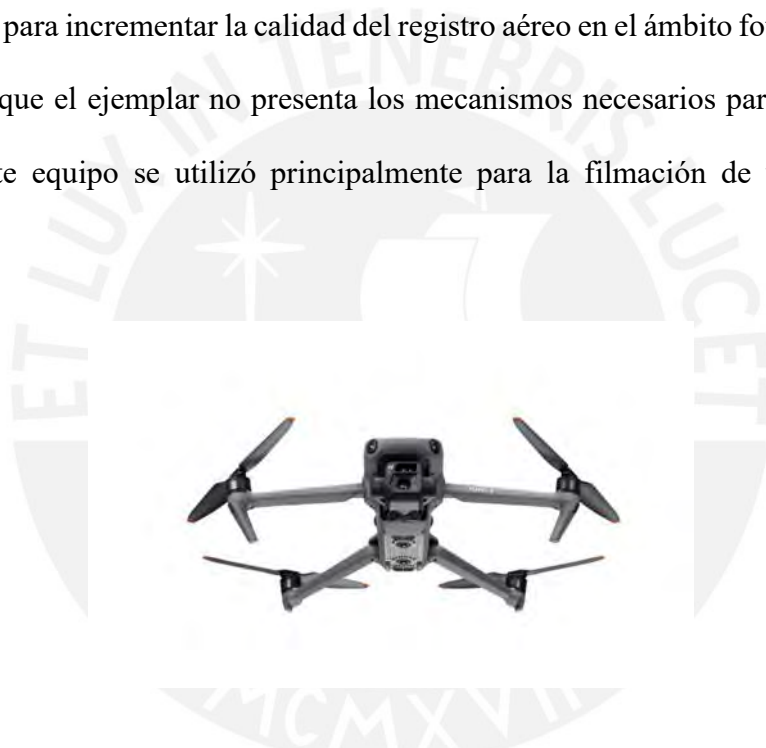 para incrementar la calidad del registro aéreo en el ámbito fo
que el ejemplar no presenta los mecanismos necesarios par
te equipo se utilizó principalmente para la filmación de
ET LUX IN TENEBRIS LUCET
MCMXVII